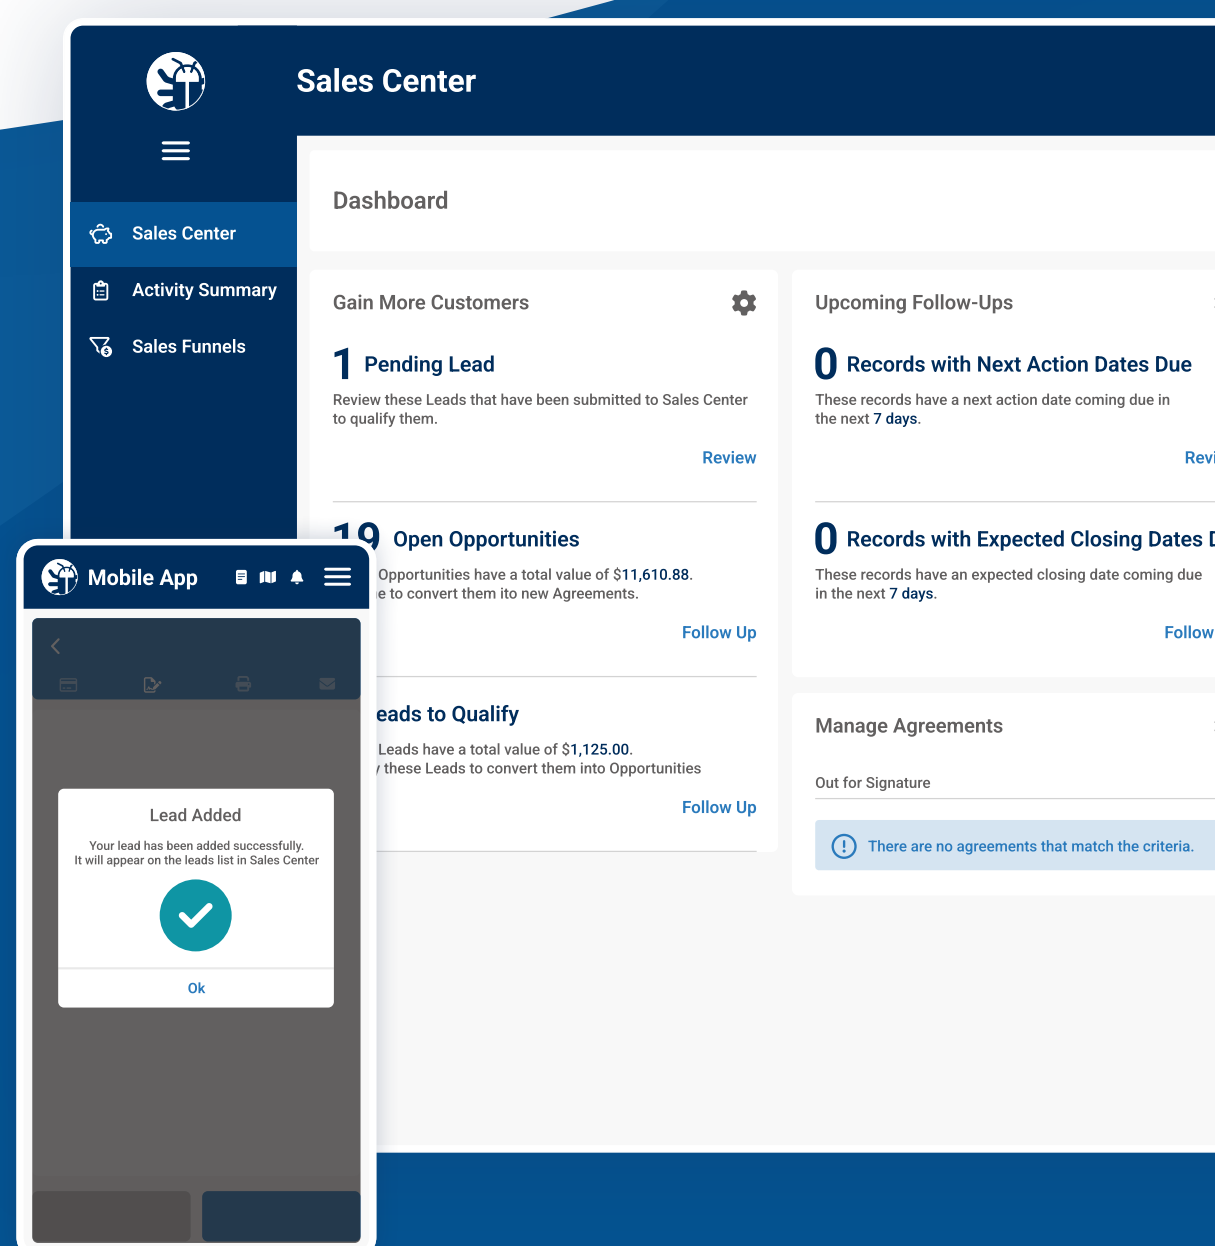 Sales Center
Sales Center
Activity Summary
Sales Funnels
Dashboard
Gain More Customers
1 Pending Lead
Review these Leads that have been submitted to Sales Center
to qualify them.
Review
19 Open Opportunities
Opportunities have a total value of $11,610.88.
to convert them ito new Agreements.
Follow Up
to Qualify
Leads have a total value of $1,125.00.
these Leads to convert them into Opportunities
Follow Up
Upcoming Follow-Ups
0 Records with Next Action Dates Due
These records have a next action date coming due in
the next 7 days.
0 Records with Expected Closing Dates
These records have an expected closing date coming due
in the next 7 days.
Follow
Manage Agreements
Out for Signature
There are no agreements that match the criteria.
Mobile App
Lead Added
Your lead has been added successfully.
It will appear on the leads list in Sales Center
Ok